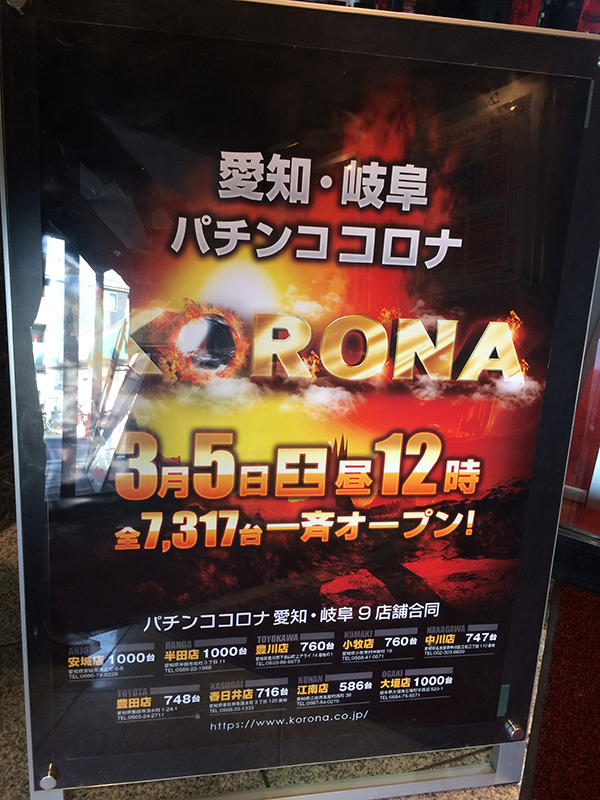 愛知・岐阜
パチンココロナ
KORONA
3月5日土昼12時
全7,317台一斉オープン!
パチンココロナ 愛知・岐阜 9店舗合同
ANJO
安城店 1000台
HANDA
半田店 1000台
TOYOKAWA
豊川店 760台
KOMAKI
小牧店 760台
NAKAGAWA
中川店 747台
TOYOTA
豊田店 748台
KASUGAI
春日井店 716台
KONAN
江南店 586台
OGAKI
大垣店 1000台
https://www.korona.co.jp/